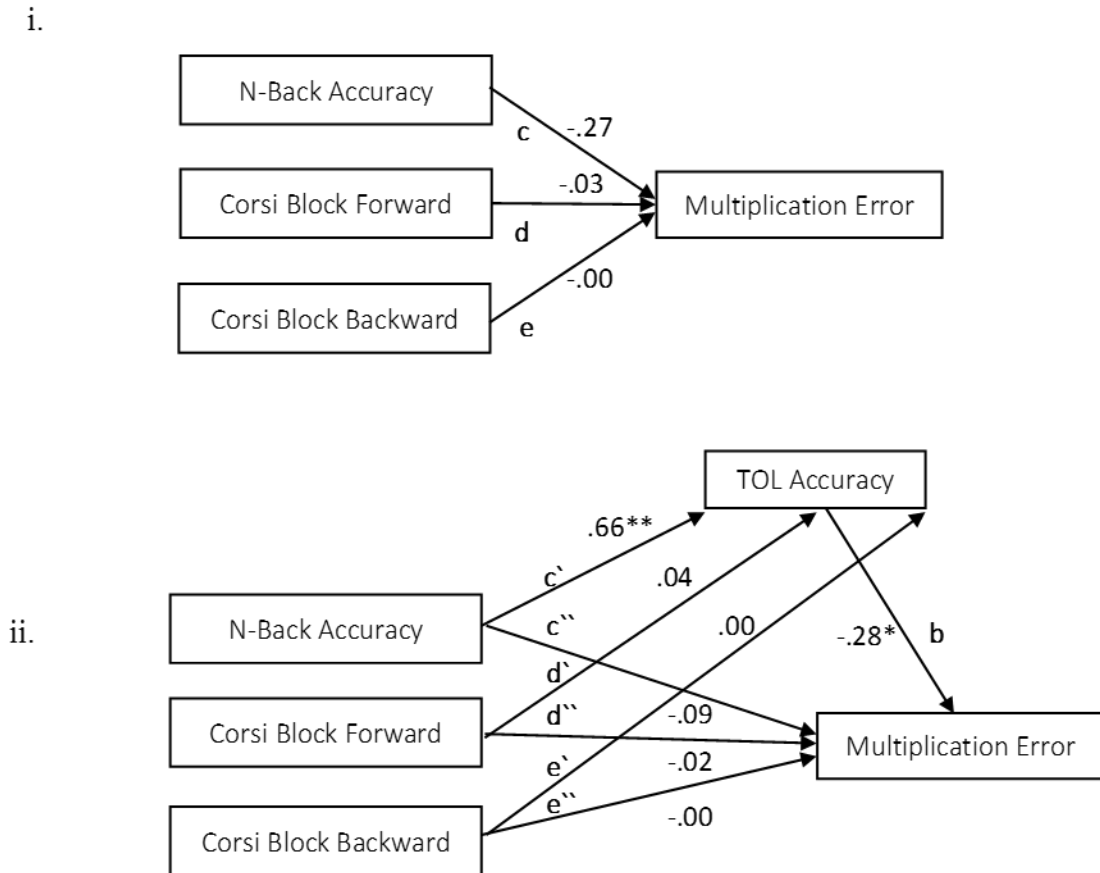 i.
N-Back Accuracy
c
-.27
Corsi Block Forward
-.03
d
Multiplication Error
Corsi Block Backward
-.00
e
ii.
TOL Accuracy
.66**
c`
.04
N-Back Accuracy
c``
.00
-.28*
b
d`
Corsi Block Forward
d``
-.09
Multiplication Error
e`
-.02
Corsi Block Backward
e``
-.00